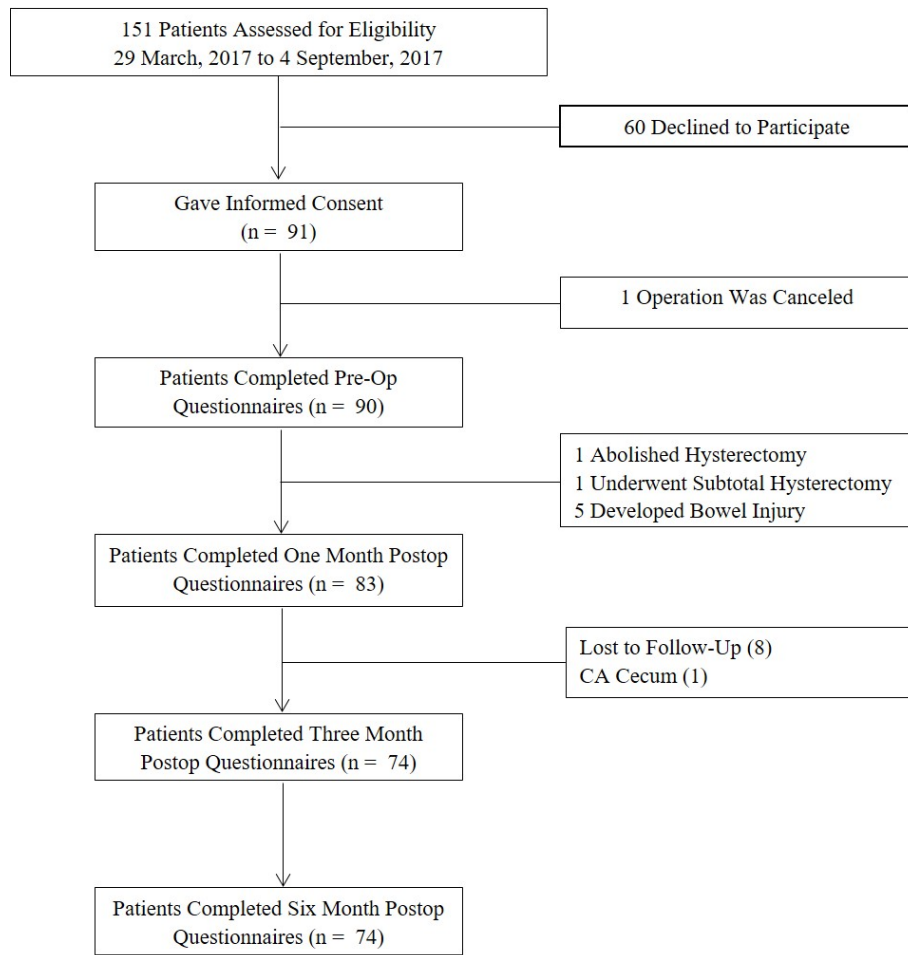 151 Patients Assessed for Eligibility
29 March, 2017 to 4 September, 2017
60 Declined to Participate
Gave Informed Consent
(n = 91)
1 Operation Was Canceled
Patients Completed Pre-Op
Questionnaires (n = 90)
1 Abolished Hysterectomy
1 Underwent Subtotal Hysterectomy
5 Developed Bowel Injury
Patients Completed One Month Postop
Questionnaires (n = 83)
Lost to Follow-Up (8)
CA Cecum (1)
Patients Completed Three Month
Postop Questionnaires (n = 74)
Patients Completed Six Month Postop
Questionnaires (n = 74)